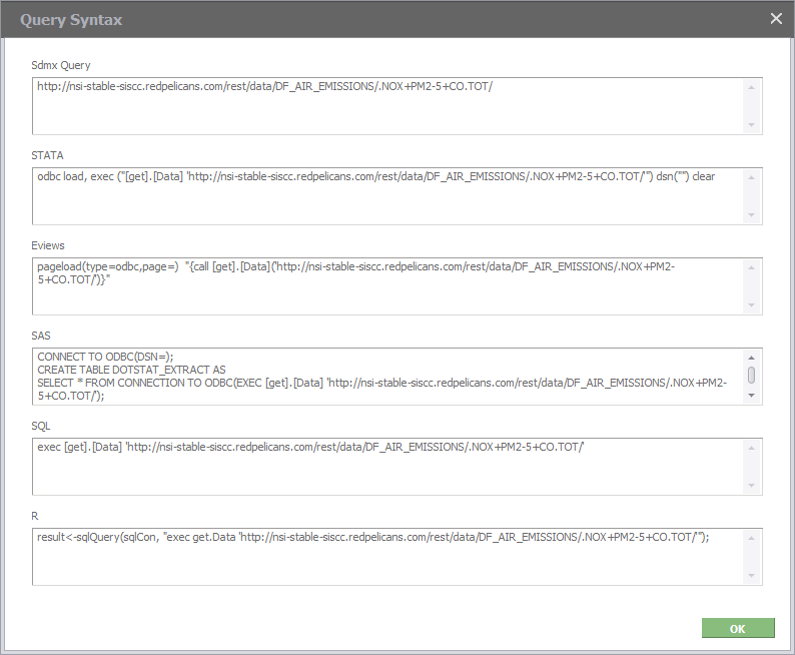 Query Syntax
Sdmx Query
http://nsi-stable-siscc.redpelicans.com/rest/data/DF_AIR_EMISSIONS/.NOX+PM2-5+CO.TOT/
STATA
odbc load, exec ("[get].[Data] 'http://nsi-stable-siscc.redpelicans.com/rest/data/DF_AIR_EMISSIONS/.NOX+PM2-5+CO.TOT/'") dsn("") clear
Eviews
pageload(type=odbc,page=)  "{call [get].[Data]('http://nsi-stable-siscc.redpelicans.com/rest/data/DF_AIR_EMISSIONS/.NOX+PM2-
5+CO.TOT/')}"
SAS
CONNECT TO ODBC(DSN=);
CREATE TABLE DOTSTAT_EXTRACT AS
SELECT * FROM CONNECTION TO ODBC(EXEC [get].[Data] 'http://nsi-stable-siscc.redpelicans.com/rest/data/DF_AIR_EMISSIONS/.NOX+PM2-
5+CO.TOT/');
SQL
exec [get].[Data] 'http://nsi-stable-siscc.redpelicans.com/rest/data/DF_AIR_EMISSIONS/.NOX+PM2-5+CO.TOT/'
R
result<-sqlQuery(sqlCon, "exec get.Data 'http://nsi-stable-siscc.redpelicans.com/rest/data/DF_AIR_EMISSIONS/.NOX+PM2-5+CO.TOT/'");
OK